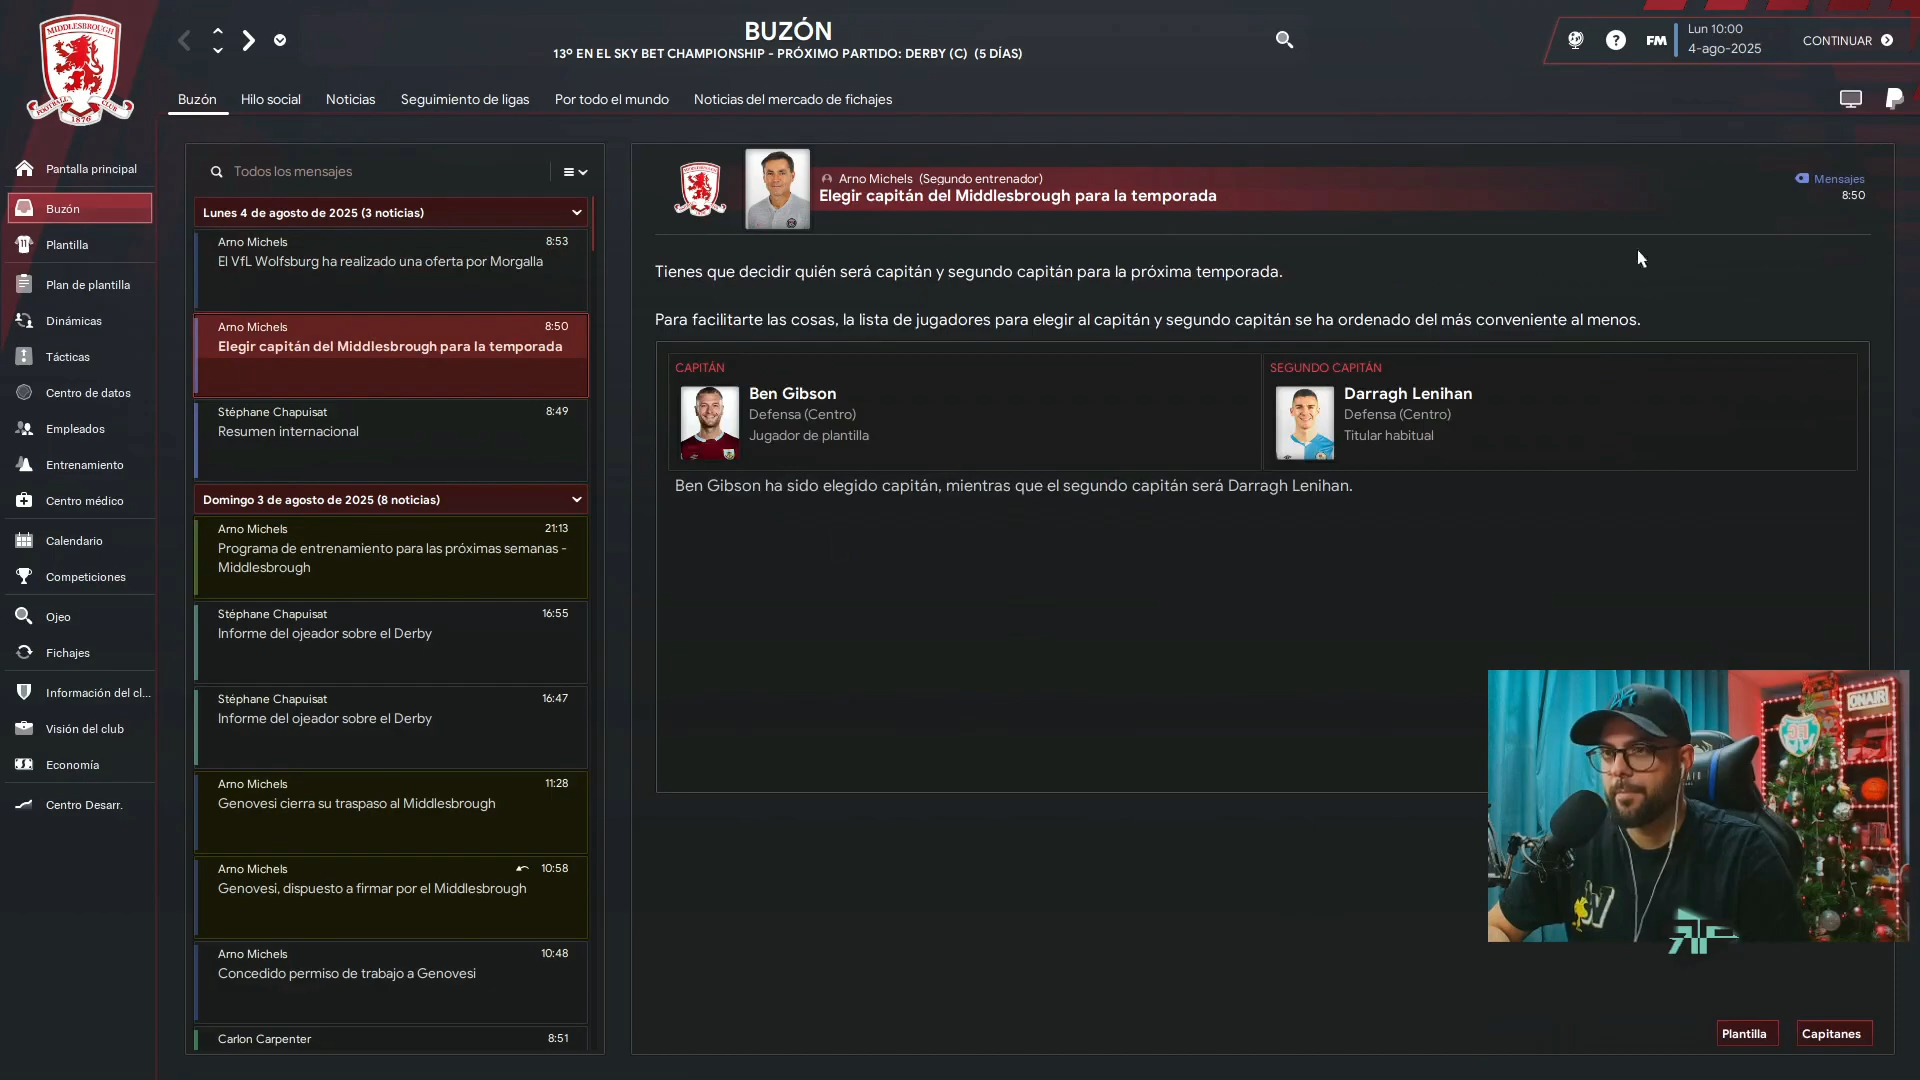 BUZÓN
13º EN EL SKY BET CHAMPIONSHIP - PRÓXIMO PARTIDO: DERBY (C) (5 DÍAS)
FM
Lun 10:00
4-ago-2025
CONTINUAR
MIDDLESBROUGH
FOOTBALL CLUB
1876
Buzón
Hilo social
Noticias
Seguimiento de ligas
Por todo el mundo
Noticias del mercado de fichajes
Pantalla principal
Buzón
Plantilla
Plan de plantilla
Dinámicas
Tácticas
Centro de datos
Empleados
Entrenamiento
Centro médico
Calendario
Competiciones
Ojeo
Fichajes
Información del cl...
Visión del club
Economía
Centro Desarr.
Todos los mensajes
Lunes 4 de agosto de 2025 (3 noticias)
Arno Michels 8:53
El VfL Wolfsburg ha realizado una oferta por Morgalla
Arno Michels 8:50
Elegir capitán del Middlesbrough para la temporada
Stéphane Chapuisat 8:49
Resumen internacional
Domingo 3 de agosto de 2025 (8 noticias)
Arno Michels 21:13
Programa de entrenamiento para las próximas semanas -
Middlesbrough
Stéphane Chapuisat 16:55
Informe del ojeador sobre el Derby
Stéphane Chapuisat 16:47
Informe del ojeador sobre el Derby
Arno Michels 11:28
Genovesi cierra su traspaso al Middlesbrough
Arno Michels 10:58
Genovesi, dispuesto a firmar por el Middlesbrough
Arno Michels 10:48
Concedido permiso de trabajo a Genovesi
Carlon Carpenter 8:51
Arno Michels (Segundo entrenador)
Elegir capitán del Middlesbrough para la temporada
Mensajes
8:50
Tienes que decidir quién será capitán y segundo capitán para la próxima temporada.
Para facilitarte las cosas, la lista de jugadores para elegir al capitán y segundo capitán se ha ordenado del más conveniente al menos.
CAPITÁN
Ben Gibson
Defensa (Centro)
Jugador de plantilla
SEGUNDO CAPITÁN
Darragh Lenihan
Defensa (Centro)
Titular habitual
Ben Gibson ha sido elegido capitán, mientras que el segundo capitán será Darragh Lenihan.
ON AIR
Plantilla
Capitanes